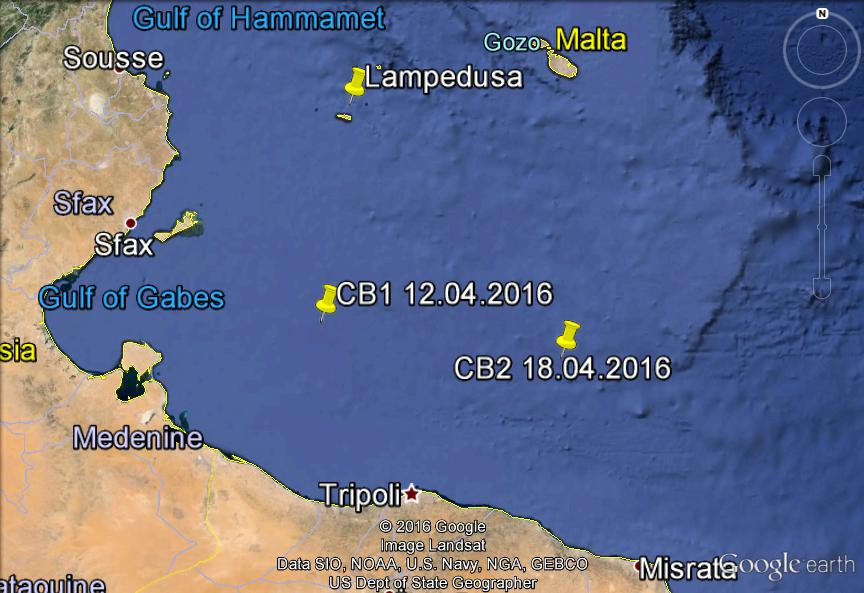 Gulf of Hammamet
N
Gozo Malta
Sousse
Lampedusa
Sfax
Sfax
Gulf of Gabes
CB1 12.04.2016
sia
CB2 18.04.2016
Medenine
Tripoli
© 2016 Google
Image Landsat
Data SIO, NOAA, U.S. Navy, NGA, GEBCO
US Dept of State Geographer
Misrata
Google earth
ataouine